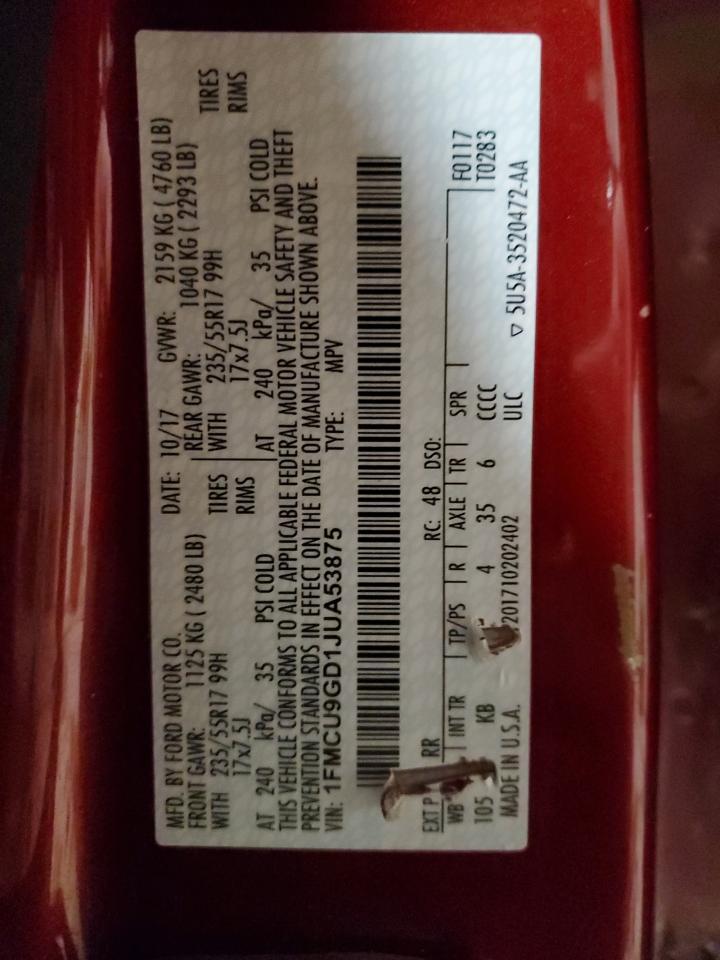 MFD. BY FORD MOTOR CO.
DATE: 10/17 GVWR: 2159 KG ( 4760 LB)
FRONT GAWR: 1125 KG ( 2480 LB)
REAR GAWR: 1040 KG ( 2293 LB)
WITH 235/55R17 99H TIRES
WITH 235/55R17 99H TIRES
17x7.5J RIMS
17x7.5J RIMS
AT 240 kPa/ 35 PSI COLD
AT 240 kPa/ 35 PSI COLD
THIS VEHICLE CONFORMS TO ALL APPLICABLE FEDERAL MOTOR VEHICLE SAFETY AND THEFT
PREVENTION STANDARDS IN EFFECT ON THE DATE OF MANUFACTURE SHOWN ABOVE.
VIN: 1FMCU9GD1JUA53875 TYPE: MPV
EXT P RR RC: 48 DSO: F0117
WB INT TR TP/PS R AXLE TR SPR T0283
105 KB 4 35 6 CCCC
MADE IN U.S.A. 201710202402 ULC ▽ 5U5A-3520472-AA